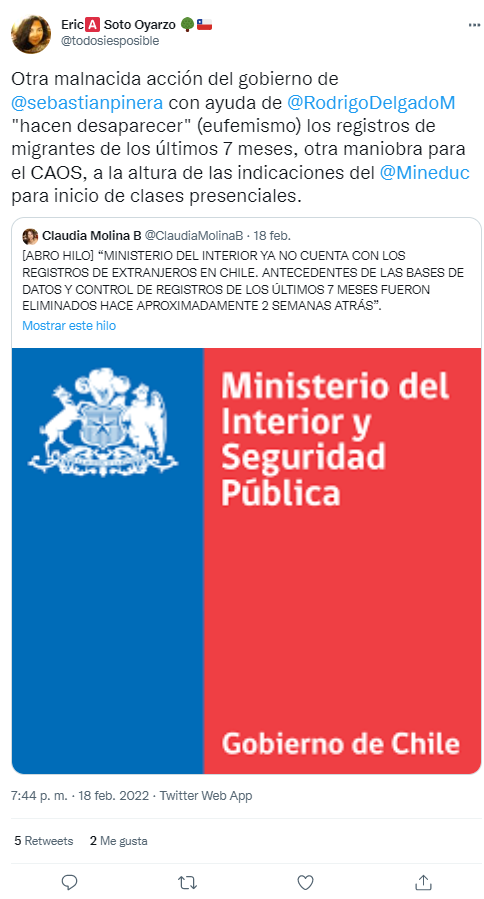 Eric🅰 Soto Oyarzo 🌳🇨🇱
@todosiesposible
Otra malnacida acción del gobierno de
@sebastianpinera con ayuda de @RodrigoDelgadoM
"hacen desaparecer" (eufemismo) los registros de
migrantes de los últimos 7 meses, otra maniobra para
el CAOS, a la altura de las indicaciones del @Mineduc
para inicio de clases presenciales.
Claudia Molina B @ClaudiaMolinaB · 18 feb.
[ABRO HILO] “MINISTERIO DEL INTERIOR YA NO CUENTA CON LOS
REGISTROS DE EXTRANJEROS EN CHILE. ANTECEDENTES DE LAS BASES DE
DATOS Y CONTROL DE REGISTROS DE LOS ÚLTIMOS 7 MESES FUERON
ELIMINADOS HACE APROXIMADAMENTE 2 SEMANAS ATRÁS”.
Mostrar este hilo
Ministerio del
Interior y
Seguridad
Pública
Gobierno de Chile
7:44 p. m. · 18 feb. 2022 · Twitter Web App
5 Retweets 2 Me gusta